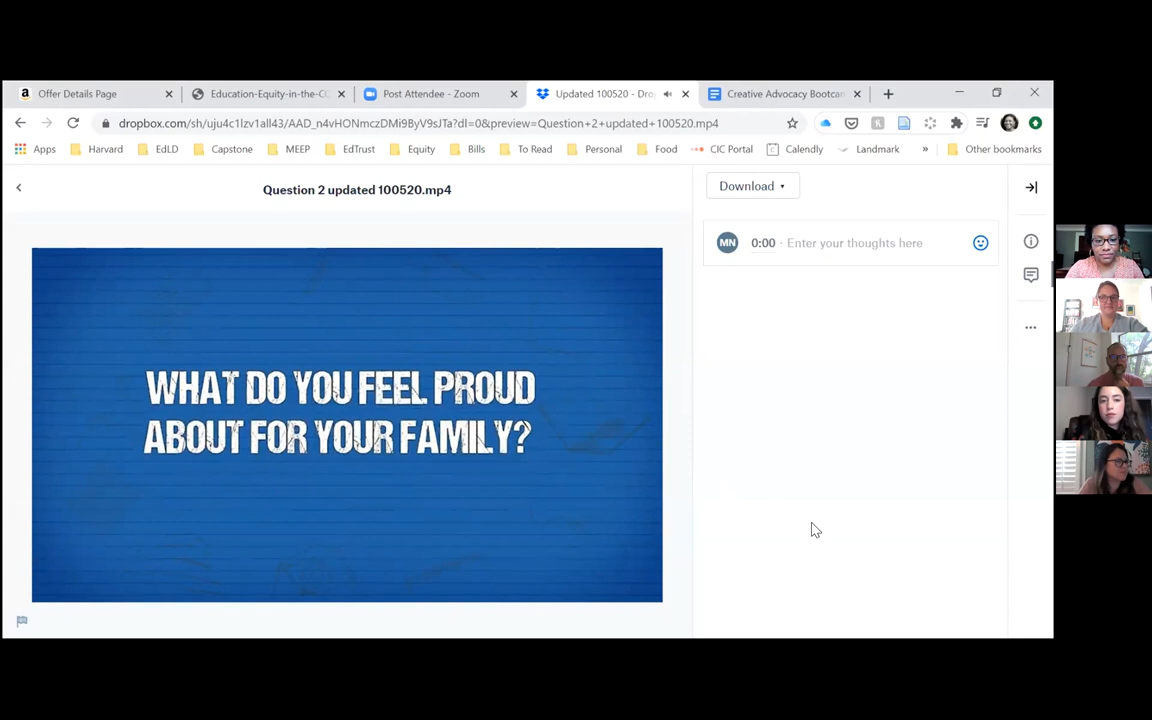 Offer Details Page
Education-Equity-in-the-CO
Post Attendee - Zoom
Updated 100520 - Dro
Creative Advocacy Bootcam
dropbox.com/sh/uju4c1lzv1all43/AAD_n4vHONmczDMi9ByV9sJTa?dl=0&preview=Question+2+updated+100520.mp4
Apps
Harvard
EdLD
Capstone
MEEP
EdTrust
Equity
Bills
To Read
Personal
Food
CIC Portal
Calendly
Landmark
»
Other bookmarks
Question 2 updated 100520.mp4
Download
MN
0:00 · Enter your thoughts here
WHAT DO YOU FEEL PROUD
ABOUT FOR YOUR FAMILY?